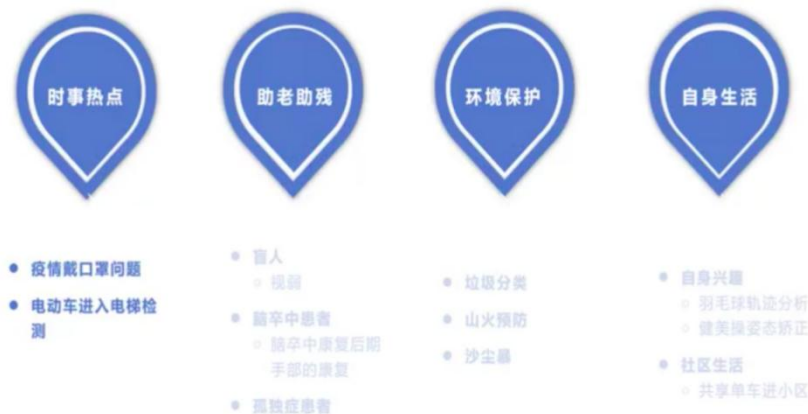 时事热点
助老助残
环境保护
自身生活
疫情戴口罩问题
电动车进入电梯检
测
盲人
视弱
脑卒中患者
脑卒中康复后期
手部的康复
孤独症患者
垃圾分类
山火预防
沙尘暴
自身兴趣
羽毛球轨迹分析
健美操姿态矫正
社区生活
共享单车进小区